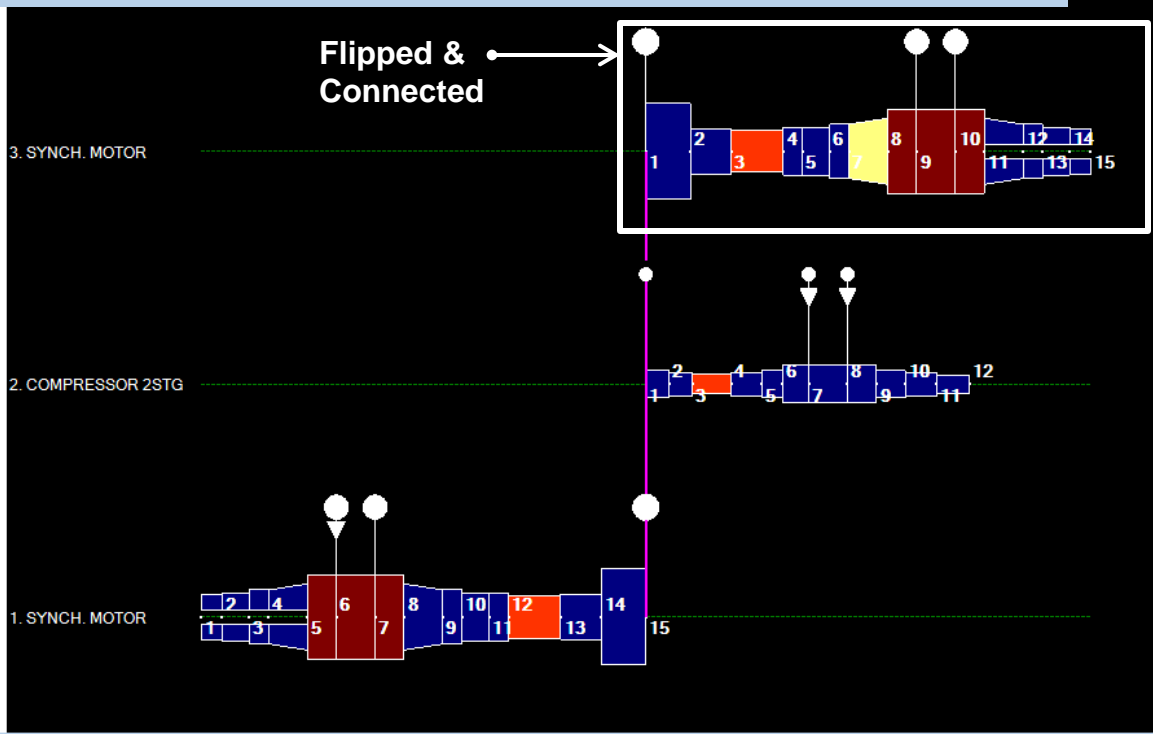 Flipped &
Connected
3. SYNCH. MOTOR
1 2 3 4 5 6 7 8 9 10 11 12 13 14 15
2. COMPRESSOR 2STG
1 2 3 4 5 6 7 8 9 10 11 12
1. SYNCH. MOTOR
1 2 3 4 5 6 7 8 9 10 11 12 13 14 15